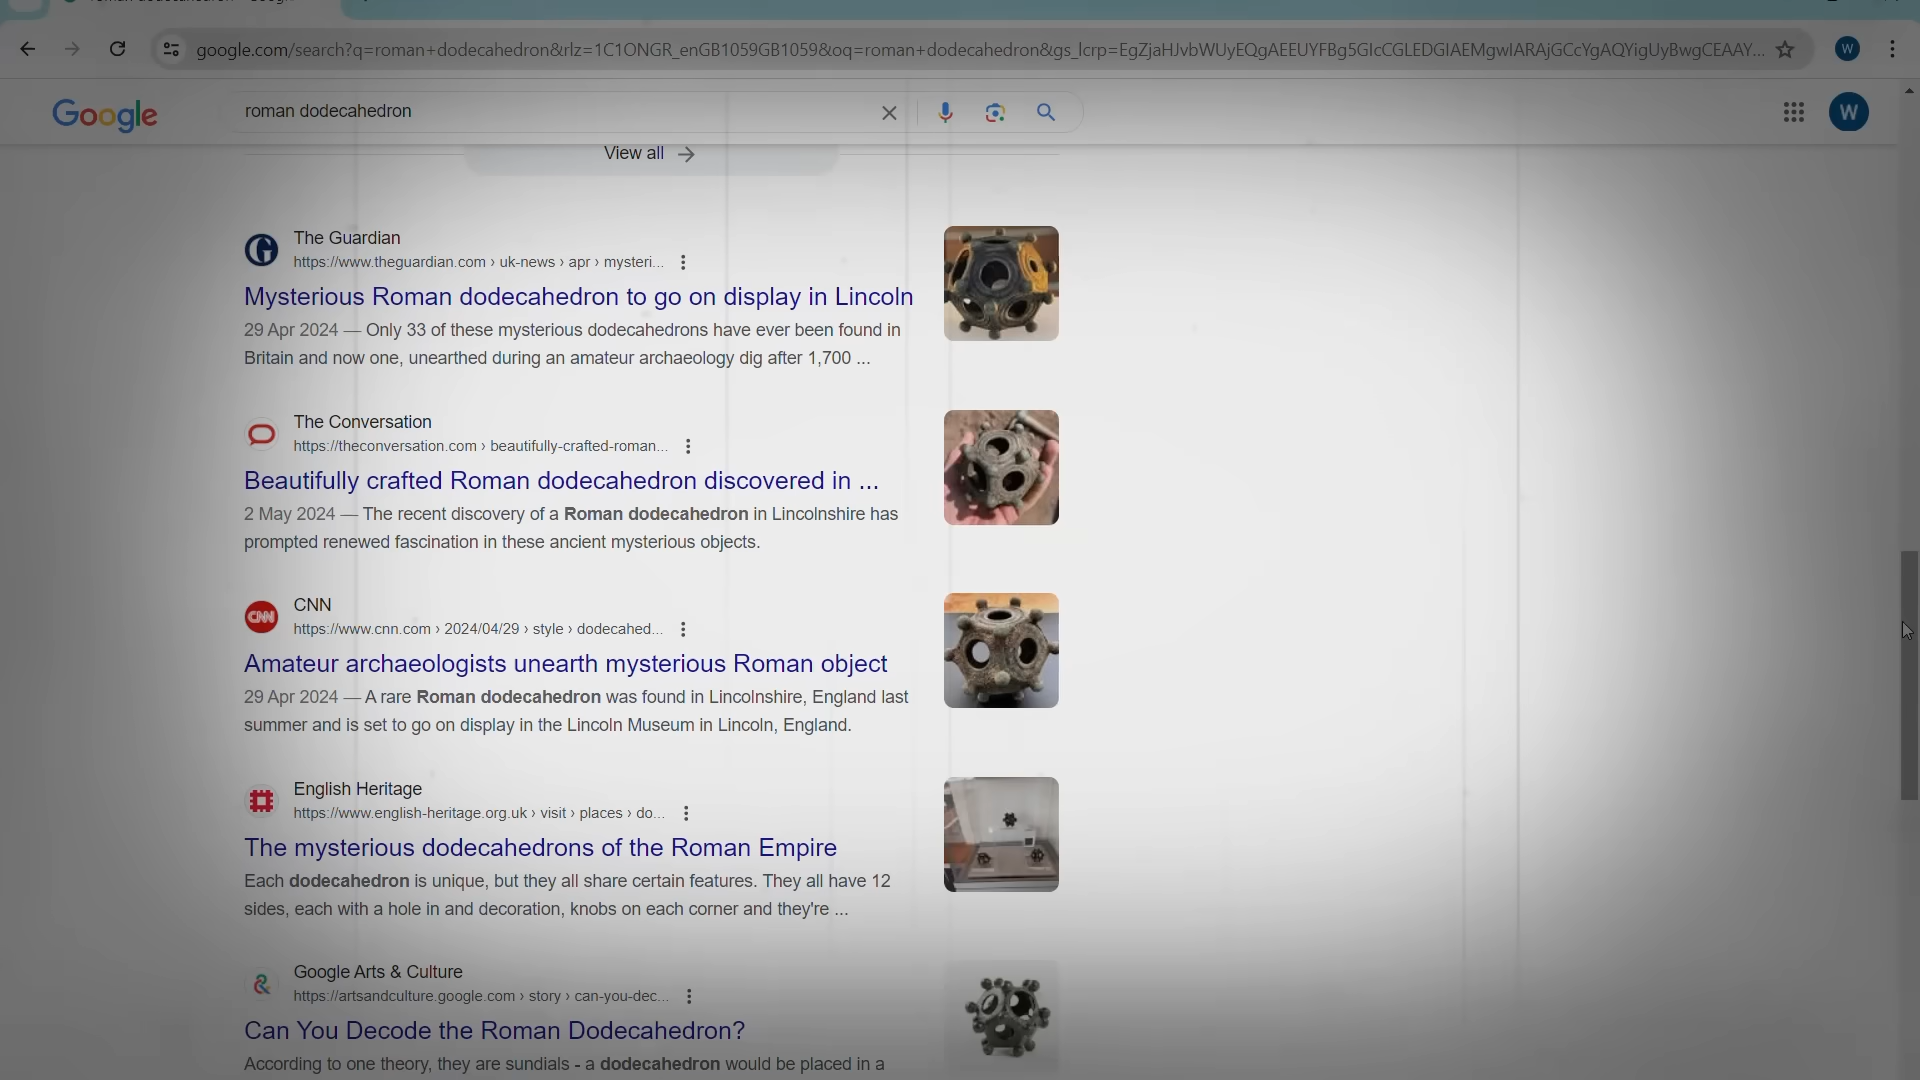 google.com/search?q=roman+dodecahedron&rlz=1C1ONGR_enGB1059GB1059&oq=roman+dodecahedron&gs_lcrp=EgZjaHJvbWUyEQgAEEUYFBg5GIcCGLEDGIAEMgwIARAjGCcYgAQYigUyBwgCEAAY...
W
Google
roman dodecahedron
W
View all
The Guardian
https://www.theguardian.com › uk-news › apr › mysteri...
Mysterious Roman dodecahedron to go on display in Lincoln
29 Apr 2024 — Only 33 of these mysterious dodecahedrons have ever been found in
Britain and now one, unearthed during an amateur archaeology dig after 1,700 ...
The Conversation
https://theconversation.com › beautifully-crafted-roman...
Beautifully crafted Roman dodecahedron discovered in ...
2 May 2024 — The recent discovery of a Roman dodecahedron in Lincolnshire has
prompted renewed fascination in these ancient mysterious objects.
CNN
CNN
https://www.cnn.com › 2024/04/29 › style › dodecahed...
Amateur archaeologists unearth mysterious Roman object
29 Apr 2024 — A rare Roman dodecahedron was found in Lincolnshire, England last
summer and is set to go on display in the Lincoln Museum in Lincoln, England.
English Heritage
https://www.english-heritage.org.uk › visit › places › do...
The mysterious dodecahedrons of the Roman Empire
Each dodecahedron is unique, but they all share certain features. They all have 12
sides, each with a hole in and decoration, knobs on each corner and they're ...
Google Arts & Culture
https://artsandculture.google.com › story › can-you-dec...
Can You Decode the Roman Dodecahedron?
According to one theory, they are sundials - a dodecahedron would be placed in a